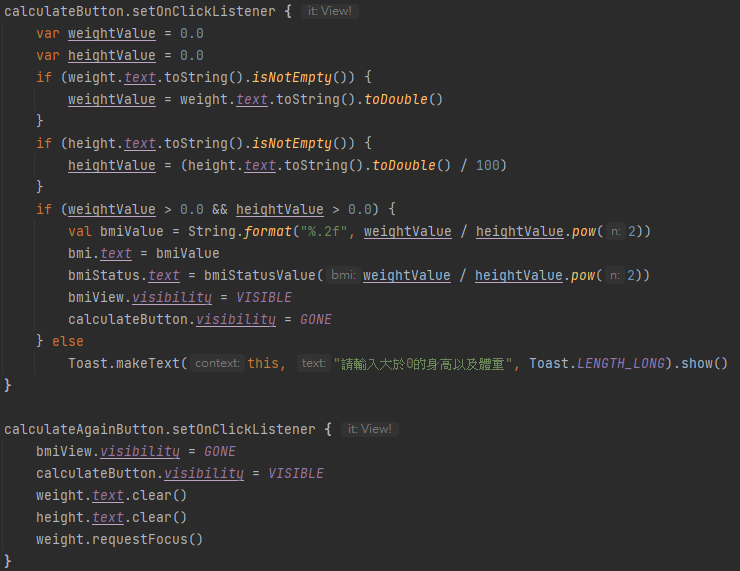 calculateButton.setOnClickListener { it: View!
    var weightValue = 0.0
    var heightValue = 0.0
    if (weight.text.toString().isNotEmpty()) {
        weightValue = weight.text.toString().toDouble()
    }
    if (height.text.toString().isNotEmpty()) {
        heightValue = (height.text.toString().toDouble() / 100)
    }
    if (weightValue > 0.0 && heightValue > 0.0) {
        val bmiValue = String.format("%.2f", weightValue / heightValue.pow( n: 2))
        bmi.text = bmiValue
        bmiStatus.text = bmiStatusValue( bmi: weightValue / heightValue.pow( n: 2))
        bmiView.visibility = VISIBLE
        calculateButton.visibility = GONE
    } else
        Toast.makeText( context: this, text: "請輸入大於0的身高以及體重", Toast.LENGTH_LONG).show()
}
calculateAgainButton.setOnClickListener { it: View!
    bmiView.visibility = GONE
    calculateButton.visibility = VISIBLE
    weight.text.clear()
    height.text.clear()
    weight.requestFocus()
}